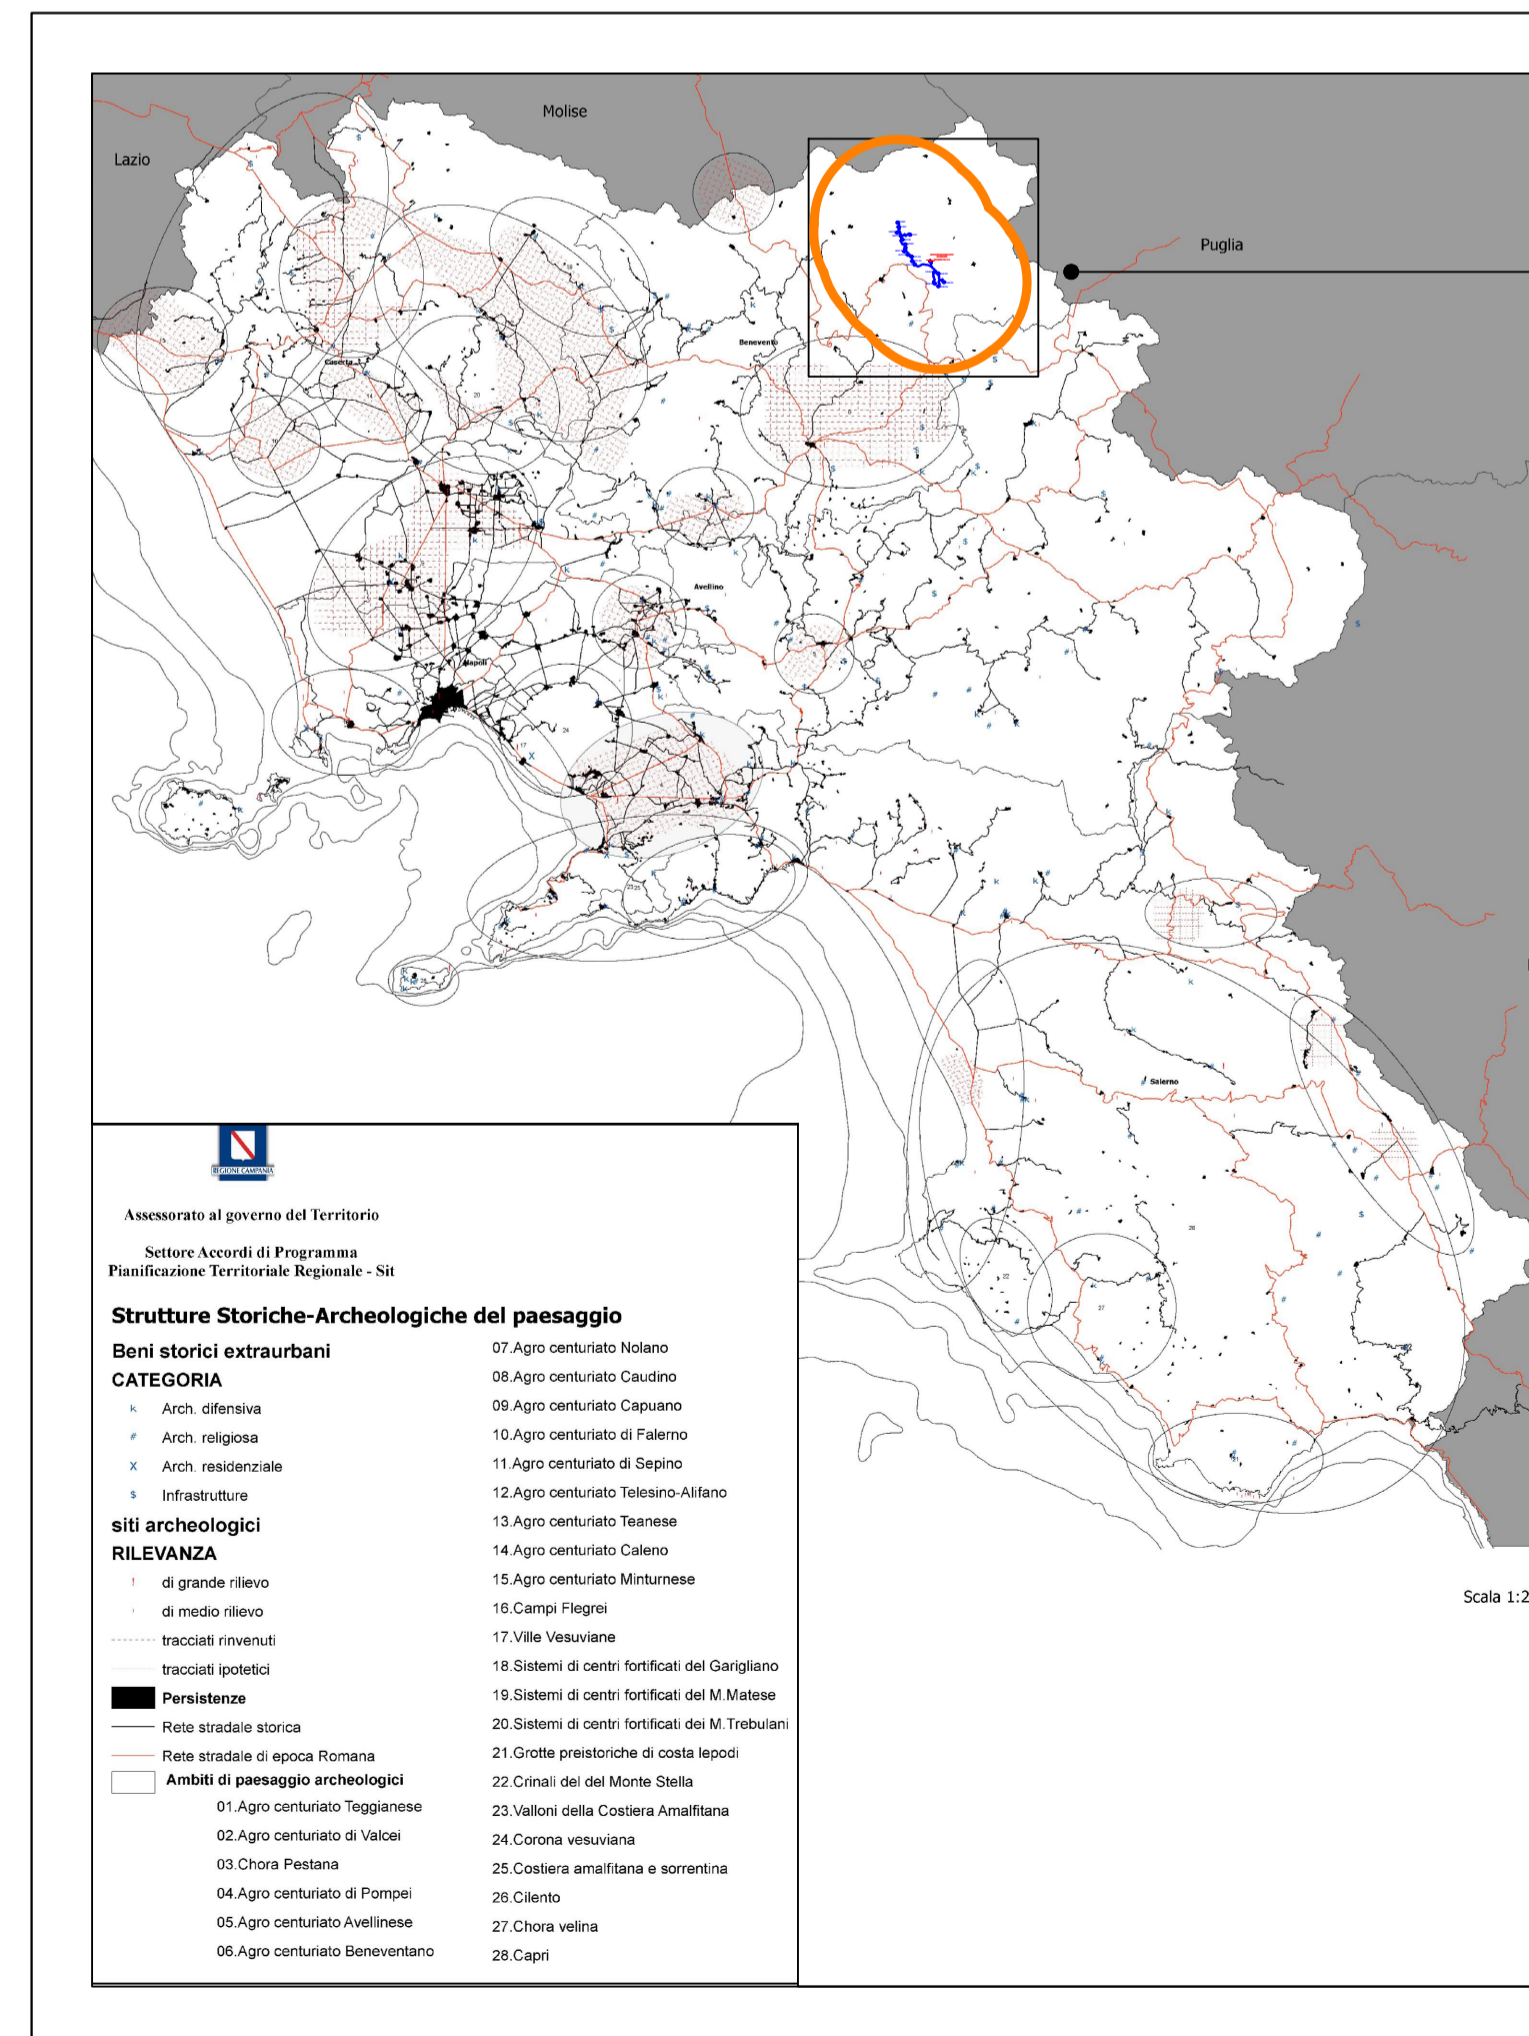 Molise
Lazio
Puglia
Benevento
Caserta
Avellino
Napoli
Salerno
14
20
17
24
22
27
REGIONE CAMPANIA
Assessorato al governo del Territorio
Settore Accordi di Programma
Pianificazione Territoriale Regionale - Sit
Strutture Storiche-Archeologiche del paesaggio
Beni storici extraurbani
CATEGORIA
k Arch. difensiva
# Arch. religiosa
X Arch. residenziale
$ Infrastrutture
siti archeologici
RILEVANZA
! di grande rilievo
! di medio rilievo
tracciati rinvenuti
tracciati ipotetici
Persistenze
Rete stradale storica
Rete stradale di epoca Romana
Ambiti di paesaggio archeologici
01.Agro centuriato Teggianese
02.Agro centuriato di Valcei
03.Chora Pestana
04.Agro centuriato di Pompei
05.Agro centuriato Avellinese
06.Agro centuriato Beneventano
07.Agro centuriato Nolano
08.Agro centuriato Caudino
09.Agro centuriato Capuano
10.Agro centuriato di Falerno
11.Agro centuriato di Sepino
12.Agro centuriato Telesino-Alifano
13.Agro centuriato Teanese
14.Agro centuriato Caleno
15.Agro centuriato Minturnese
16.Campi Flegrei
17.Ville Vesuviane
18.Sistemi di centri fortificati del Garigliano
19.Sistemi di centri fortificati del M.Matese
20.Sistemi di centri fortificati dei M.Trebulani
21.Grotte preistoriche di costa lepodi
22.Crinali del del Monte Stella
23.Valloni della Costiera Amalfitana
24.Corona vesuviana
25.Costiera amalfitana e sorrentina
26.Cilento
27.Chora velina
28.Capri
Scala 1:2